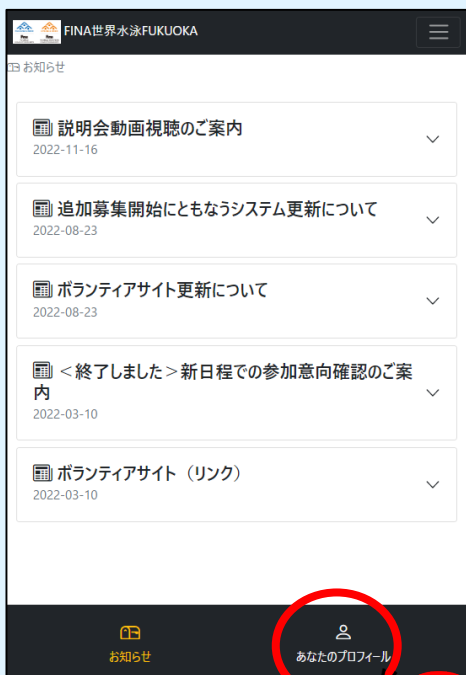 FINA世界水泳FUKUOKA
お知らせ
説明会動画視聴のご案内
2022-11-16
追加募集開始にともなうシステム更新について
2022-08-23
ボランティアサイト更新について
2022-08-23
＜終了しました＞新日程での参加意向確認のご案
内
2022-03-10
ボランティアサイト（リンク）
2022-03-10
お知らせ
あなたのプロフィール